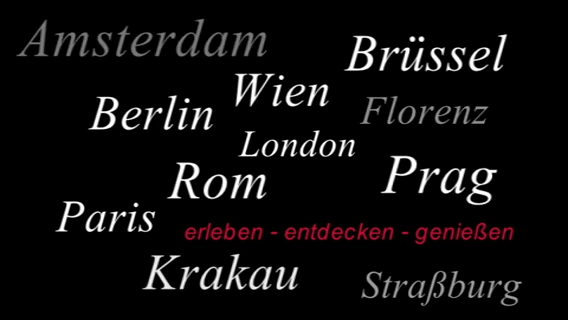 Amsterdam
Brüssel
Wien
Berlin
Florenz
London
Rom
Prag
Paris
erleben - entdecken - genießen
Krakau
Straßburg